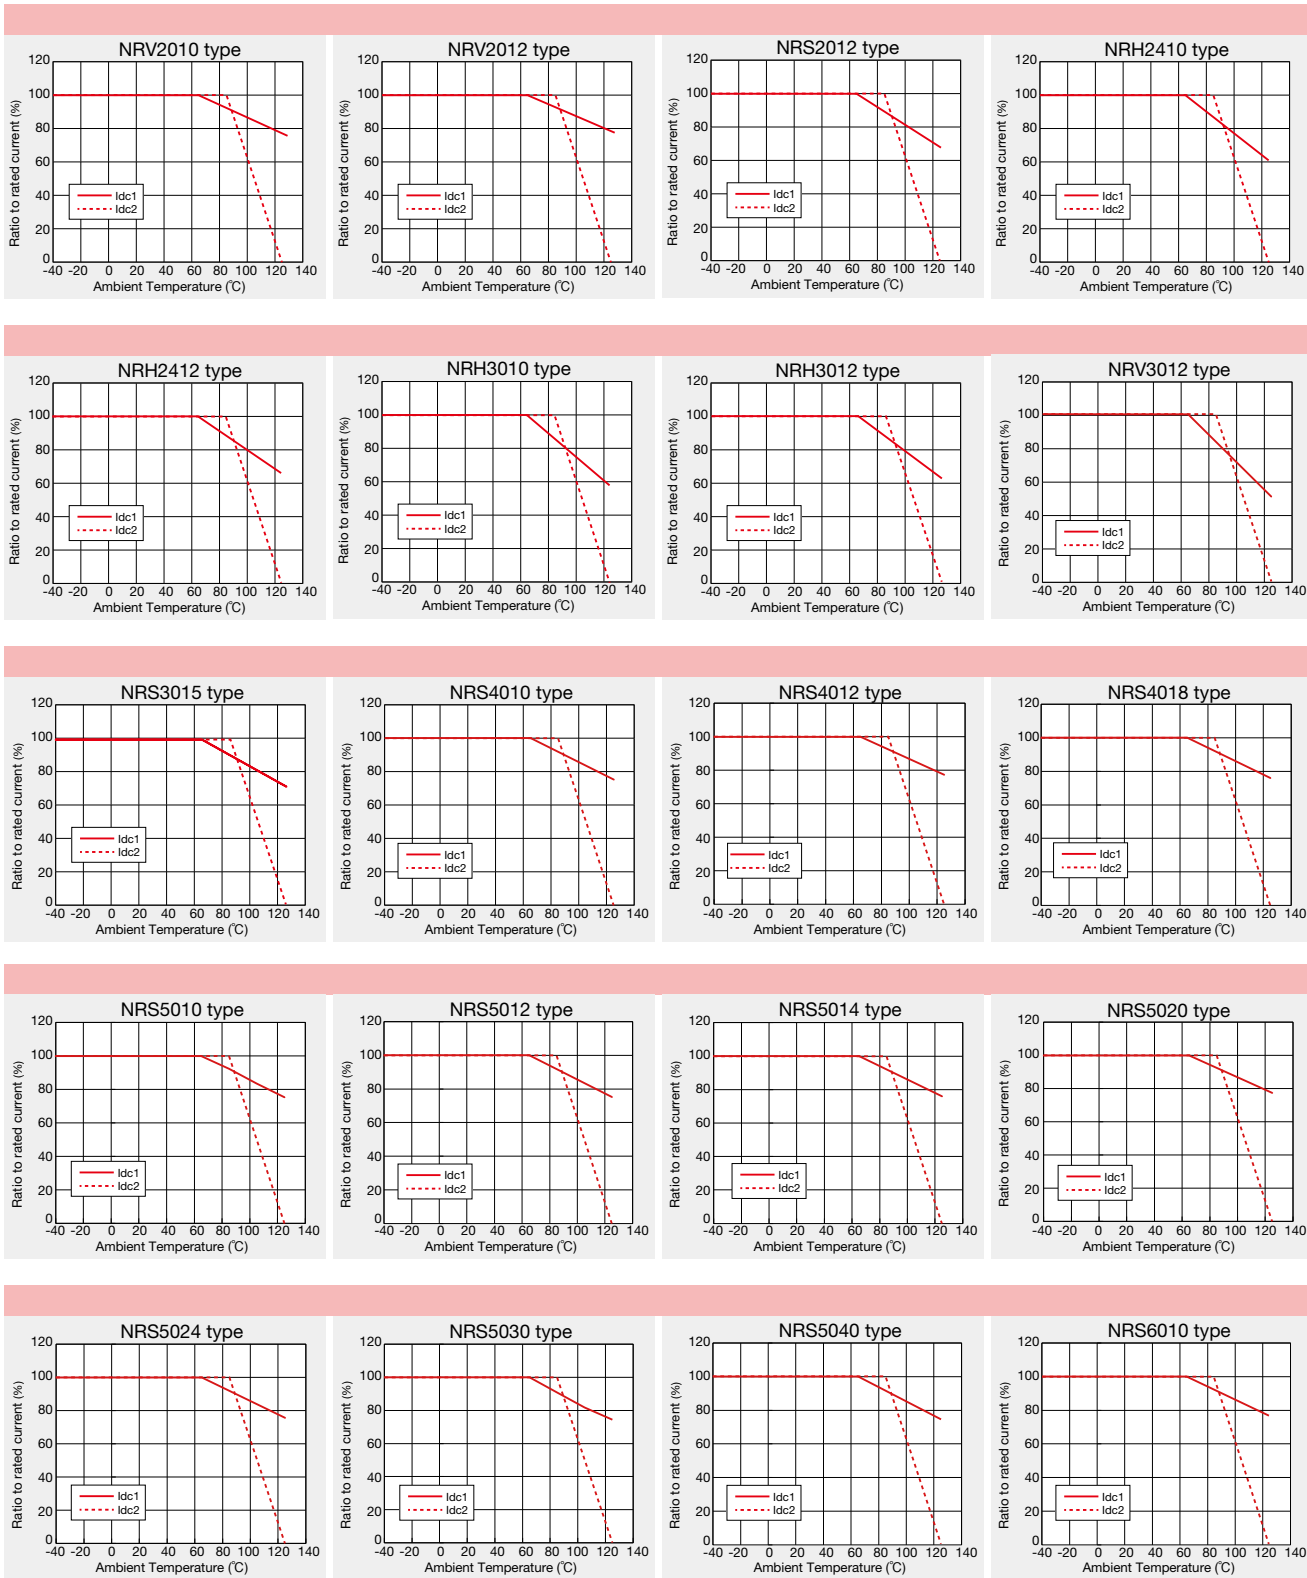 NRV2010 type
Ratio to rated current (%)
120
100
80
60
40
20
0
Idc1
Idc2
-40 -20 0 20 40 60 80 100 120 140
Ambient Temperature (℃)
NRV2012 type
Ratio to rated current (%)
120
100
80
60
40
20
0
Idc1
Idc2
-40 -20 0 20 40 60 80 100 120 140
Ambient Temperature (℃)
NRS2012 type
Ratio to rated current (%)
120
100
80
60
40
20
0
Idc1
Idc2
-40 -20 0 20 40 60 80 100 120 140
Ambient Temperature (℃)
NRH2410 type
Ratio to rated current (%)
120
100
80
60
40
20
0
Idc1
Idc2
-40 -20 0 20 40 60 80 100 120 140
Ambient Temperature (℃)
NRH2412 type
Ratio to rated current (%)
120
100
80
60
40
20
0
Idc1
Idc2
-40 -20 0 20 40 60 80 100 120 140
Ambient Temperature (℃)
NRH3010 type
Ratio to rated current (%)
120
100
80
60
40
20
0
Idc1
Idc2
-40 -20 0 20 40 60 80 100 120 140
Ambient Temperature (℃)
NRH3012 type
Ratio to rated current (%)
120
100
80
60
40
20
0
Idc1
Idc2
-40 -20 0 20 40 60 80 100 120 140
Ambient Temperature (℃)
NRV3012 type
Ratio to rated current (%)
120
100
80
60
40
20
0
Idc1
Idc2
-40 -20 0 20 40 60 80 100 120 140
Ambient Temperature (℃)
NRS3015 type
Ratio to rated current (%)
120
100
80
60
40
20
0
Idc1
Idc2
-40 -20 0 20 40 60 80 100 120 140
Ambient Temperature (℃)
NRS4010 type
Ratio to rated current (%)
120
100
80
60
40
20
0
Idc1
Idc2
-40 -20 0 20 40 60 80 100 120 140
Ambient Temperature (℃)
NRS4012 type
Ratio to rated current (%)
120
100
80
60
40
20
0
Idc1
Idc2
-40 -20 0 20 40 60 80 100 120 140
Ambient Temperature (℃)
NRS4018 type
Ratio to rated current (%)
120
100
80
60
40
20
0
Idc1
Idc2
-40 -20 0 20 40 60 80 100 120 140
Ambient Temperature (℃)
NRS5010 type
Ratio to rated current (%)
120
100
80
60
40
20
0
Idc1
Idc2
-40 -20 0 20 40 60 80 100 120 140
Ambient Temperature (℃)
NRS5012 type
Ratio to rated current (%)
120
100
80
60
40
20
0
Idc1
Idc2
-40 -20 0 20 40 60 80 100 120 140
Ambient Temperature (℃)
NRS5014 type
Ratio to rated current (%)
120
100
80
60
40
20
0
Idc1
Idc2
-40 -20 0 20 40 60 80 100 120 140
Ambient Temperature (℃)
NRS5020 type
Ratio to rated current (%)
120
100
80
60
40
20
0
Idc1
Idc2
-40 -20 0 20 40 60 80 100 120 140
Ambient Temperature (℃)
NRS5024 type
Ratio to rated current (%)
120
100
80
60
40
20
0
Idc1
Idc2
-40 -20 0 20 40 60 80 100 120 140
Ambient Temperature (℃)
NRS5030 type
Ratio to rated current (%)
120
100
80
60
40
20
0
Idc1
Idc2
-40 -20 0 20 40 60 80 100 120 140
Ambient Temperature (℃)
NRS5040 type
Ratio to rated current (%)
120
100
80
60
40
20
0
Idc1
Idc2
-40 -20 0 20 40 60 80 100 120 140
Ambient Temperature (℃)
NRS6010 type
Ratio to rated current (%)
120
100
80
60
40
20
0
Idc1
Idc2
-40 -20 0 20 40 60 80 100 120 140
Ambient Temperature (℃)